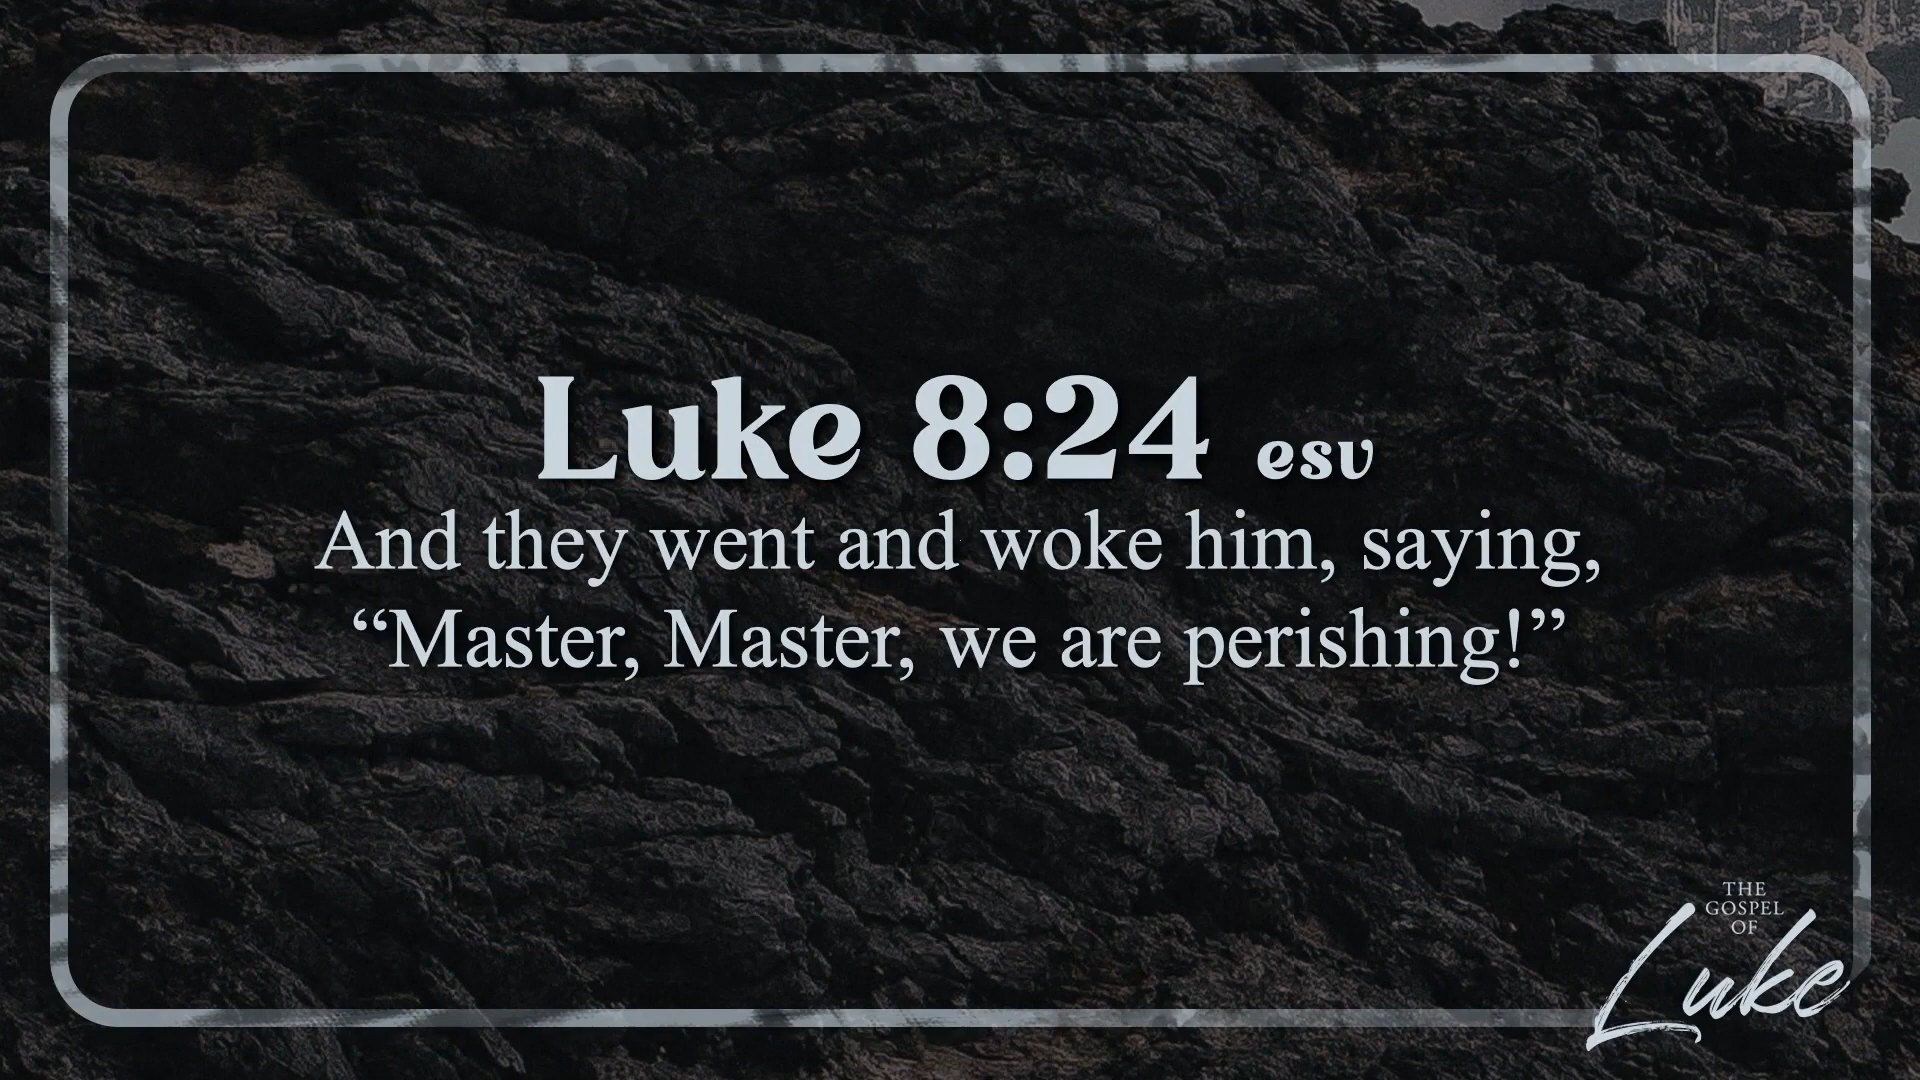 Luke 8:24 esv
And they went and woke him, saying,
“Master, Master, we are perishing!”
THE
GOSPEL
OF
Luke